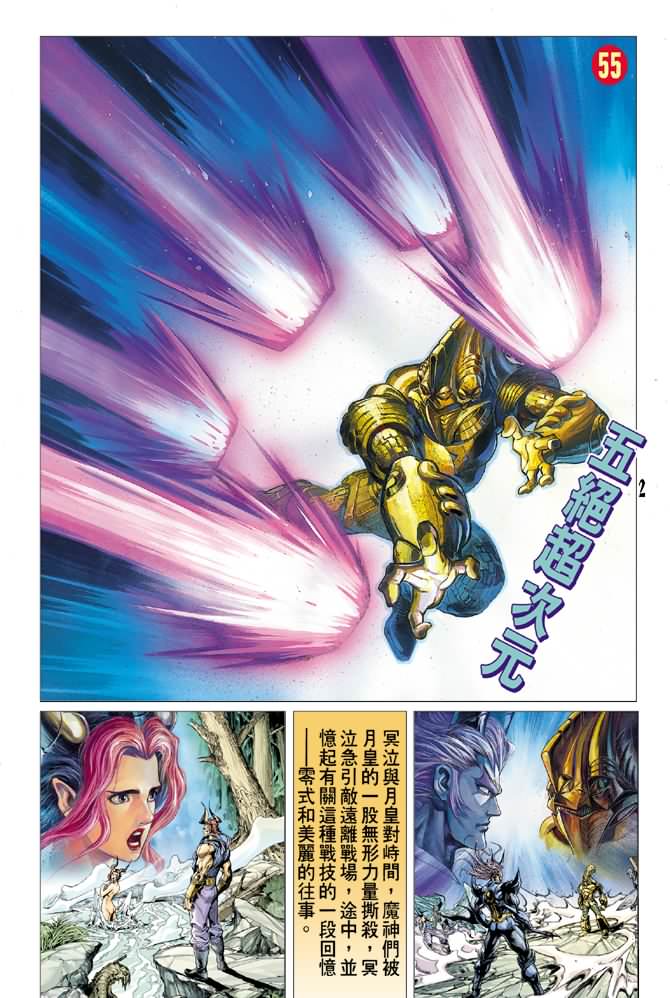 55
五絕超次元
2
冥泣與月皇對峙間，魔神們被
月皇的一股無形力量撕殺，冥
泣急引敵遠離戰場，途中，並
憶起有關這種戰技的一段回憶
——零式和美麗的往事。